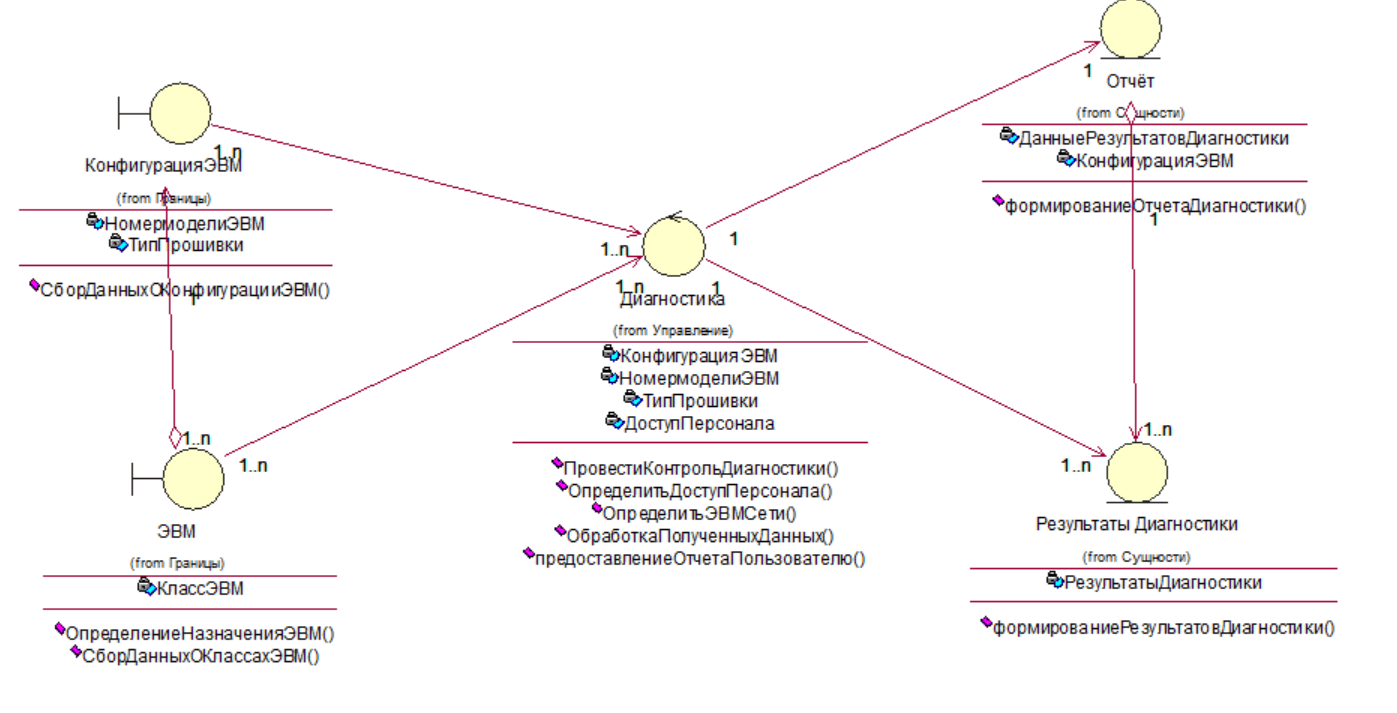 1..n
КонфигурацияЭВМ
(from Границы)
НомермоделиЭВМ
ТипПрошивки
СборДанныхОКонфигурацииЭВМ()
1
1..n
1..n
ЭВМ
(from Границы)
КлассЭВМ
ОпределениеНазначенияЭВМ()
СборДанныхОКлассахЭВМ()
1..n
1..n
1
1
Диагностика
(from Управление)
КонфигурацияЭВМ
НомермоделиЭВМ
ТипПрошивки
ДоступПерсонала
ПровестиКонтрольДиагностики()
ОпределитьДоступПерсонала()
ОпределитьЭВМСети()
ОбработкаПолученныхДанных()
предоставлениеОтчетаПользователю()
1
Отчёт
(from Сущности)
ДанныеРезультатовДиагностики
КонфигурацияЭВМ
формированиеОтчетаДиагностики()
1
1..n
1..n
Результаты Диагностики
(from Сущности)
РезультатыДиагностики
формированиеРезультатовДиагностики()